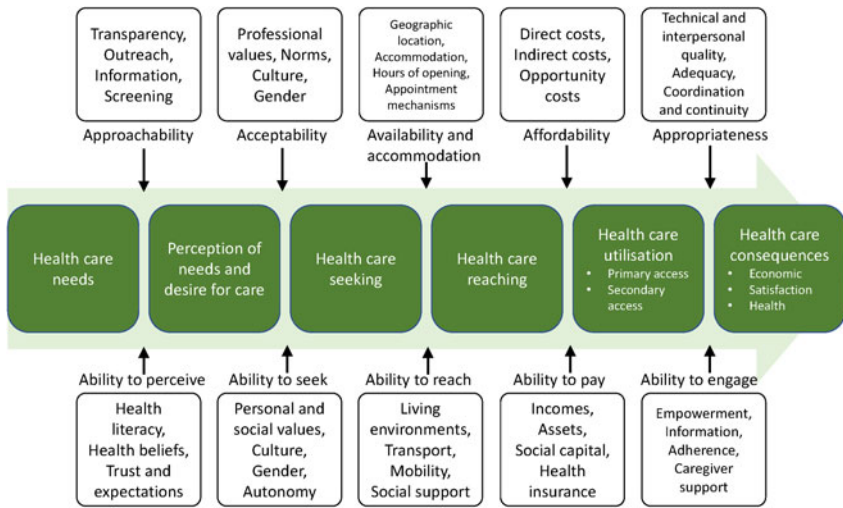 Transparency,
Outreach,
Information,
Screening
Professional
values, Norms,
Culture,
Gender
Geographic
location,
Accommodation,
Hours of opening,
Appointment
mechanisms
Direct costs,
Indirect costs,
Opportunity
costs
Technical and
interpersonal
quality,
Adequacy,
Coordination
and continuity
Approachability
Acceptability
Availability and
accommodation
Affordability
Appropriateness
Health care
needs
Perception of
needs and
desire for care
Health care
seeking
Health care
reaching
Health care
utilisation
• Primary access
• Secondary
access
Health care
consequences
• Economic
• Satisfaction
• Health
Ability to perceive
Ability to seek
Ability to reach
Ability to pay
Ability to engage
Health
literacy,
Health beliefs,
Trust and
expectations
Personal and
social values,
Culture,
Gender,
Autonomy
Living
environments,
Transport,
Mobility,
Social support
Incomes,
Assets,
Social capital,
Health
insurance
Empowerment,
Information,
Adherence,
Caregiver
support